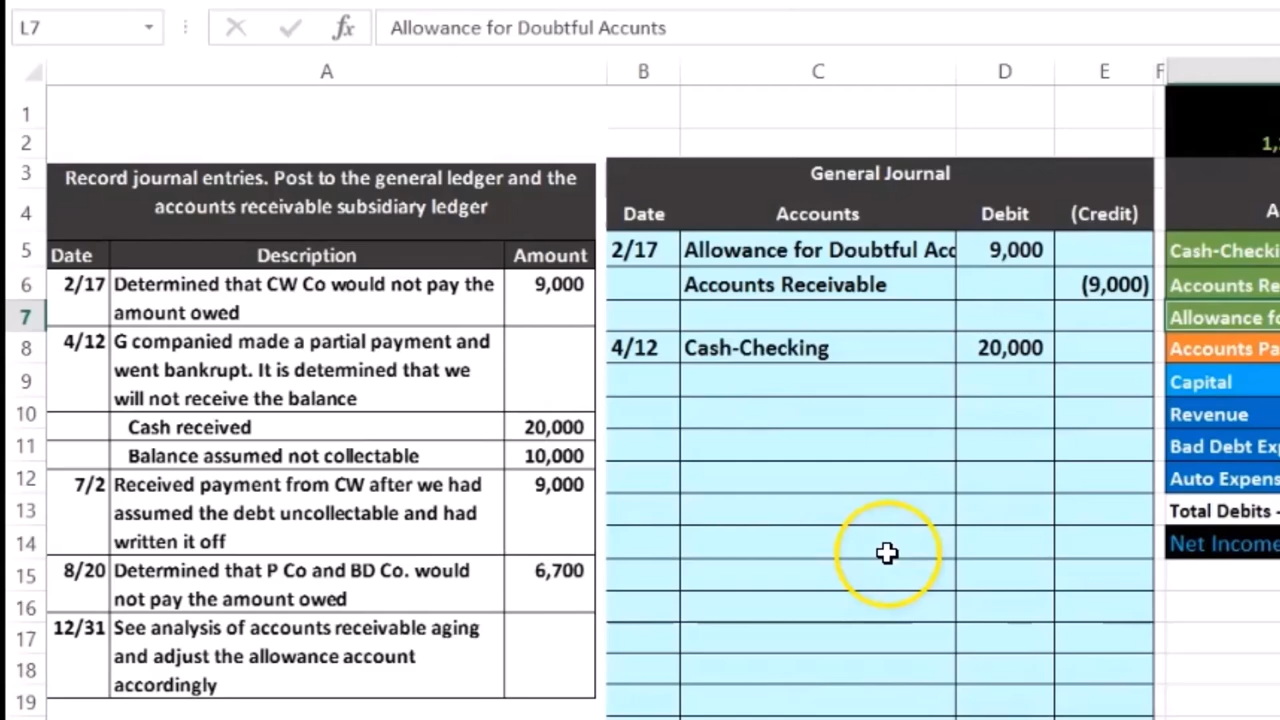 L7
fx
Allowance for Doubtful Accunts
A
B
C
D
E
F
1
2
3
4
5
6
7
8
9
10
11
12
13
14
15
16
17
18
19
Record journal entries. Post to the general ledger and the
accounts receivable subsidiary ledger
Date Description Amount
2/17 Determined that CW Co would not pay the 9,000
amount owed
4/12 G companied made a partial payment and
went bankrupt. It is determined that we
will not receive the balance
Cash received 20,000
Balance assumed not collectable 10,000
7/2 Received payment from CW after we had 9,000
assumed the debt uncollectable and had
written it off
8/20 Determined that P Co and BD Co. would 6,700
not pay the amount owed
12/31 See analysis of accounts receivable aging
and adjust the allowance account
accordingly
General Journal
Date Accounts Debit (Credit)
2/17 Allowance for Doubtful Acc 9,000
Accounts Receivable (9,000)
4/12 Cash-Checking 20,000
1,
A
Cash-Checki
Accounts Re
Allowance fo
Accounts Pa
Capital
Revenue
Bad Debt Exp
Auto Expens
Total Debits -
Net Income